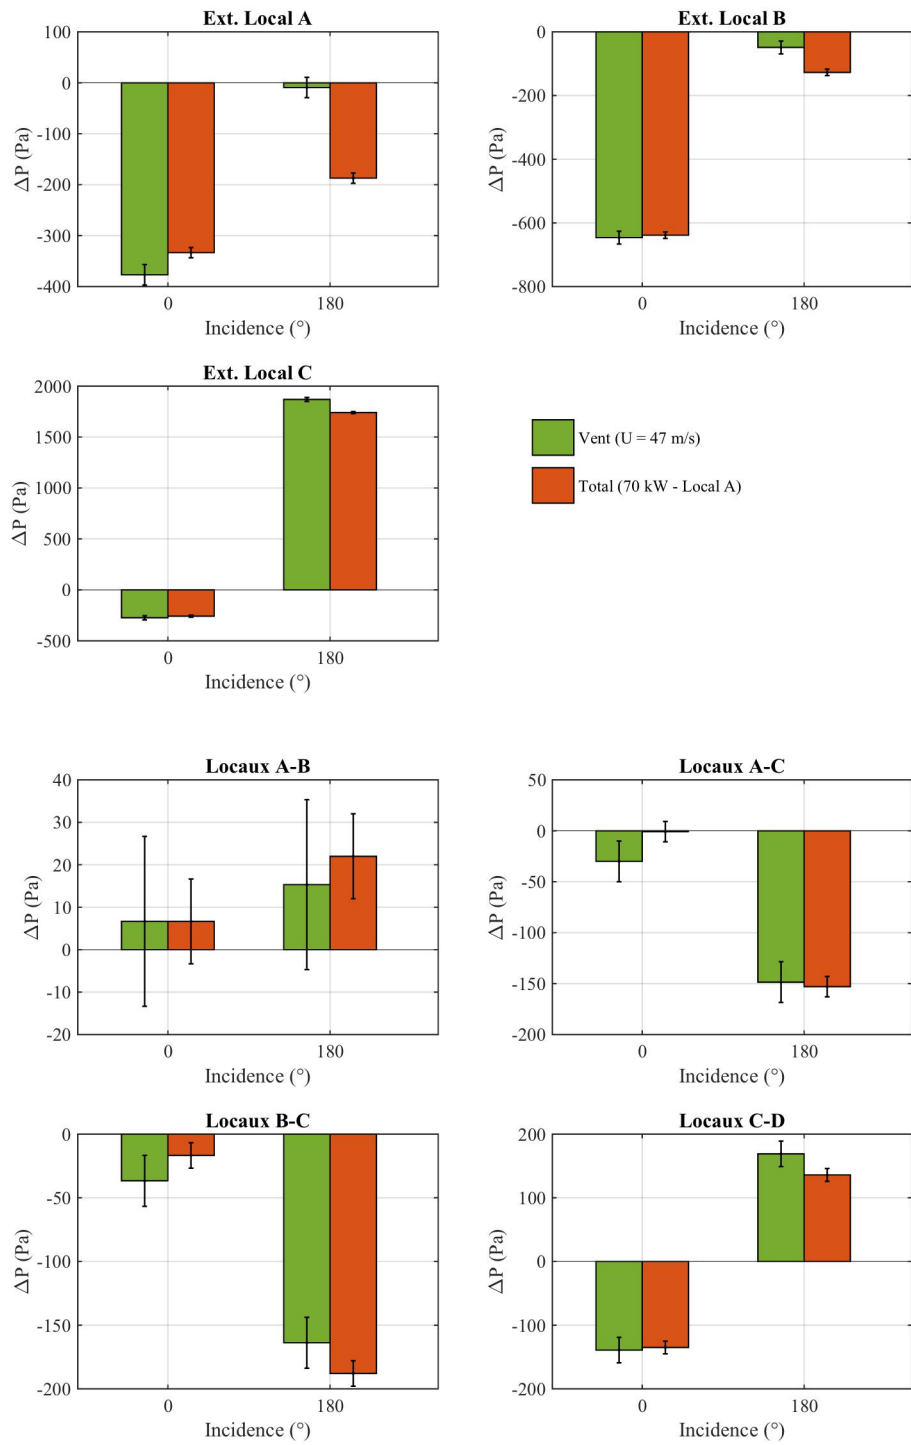 Ext. Local A
100
0
-100
-200
-300
-400
ΔP (Pa)
0
180
Incidence (°)
Ext. Local B
0
-200
-400
-600
-800
ΔP (Pa)
0
180
Incidence (°)
Ext. Local C
2000
1500
1000
500
0
-500
ΔP (Pa)
0
180
Incidence (°)
Vent (U = 47 m/s)
Total (70 kW - Local A)
Locaux A-B
40
30
20
10
0
-10
-20
ΔP (Pa)
0
180
Incidence (°)
Locaux A-C
50
0
-50
-100
-150
-200
ΔP (Pa)
0
180
Incidence (°)
Locaux B-C
0
-50
-100
-150
-200
ΔP (Pa)
0
180
Incidence (°)
Locaux C-D
200
100
0
-100
-200
ΔP (Pa)
0
180
Incidence (°)